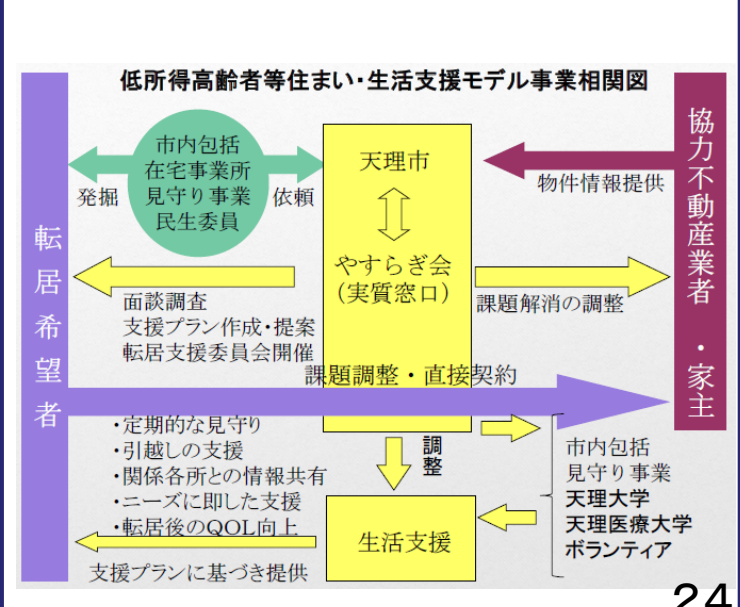 低所得高齢者等住まい・生活支援モデル事業相関図
転居希望者
市内包括
在宅事業所
見守り事業
民生委員
発掘
依頼
天理市
やすらぎ会
(実質窓口)
協力不動産業者・家主
物件情報提供
面談調査
支援プラン作成・提案
転居支援委員会開催
課題解消の調整
課題調整・直接契約
・定期的な見守り
・引越しの支援
・関係各所との情報共有
・ニーズに即した支援
・転居後のQOL向上
調整
市内包括
見守り事業
天理大学
天理医療大学
ボランティア
生活支援
支援プランに基づき提供
24